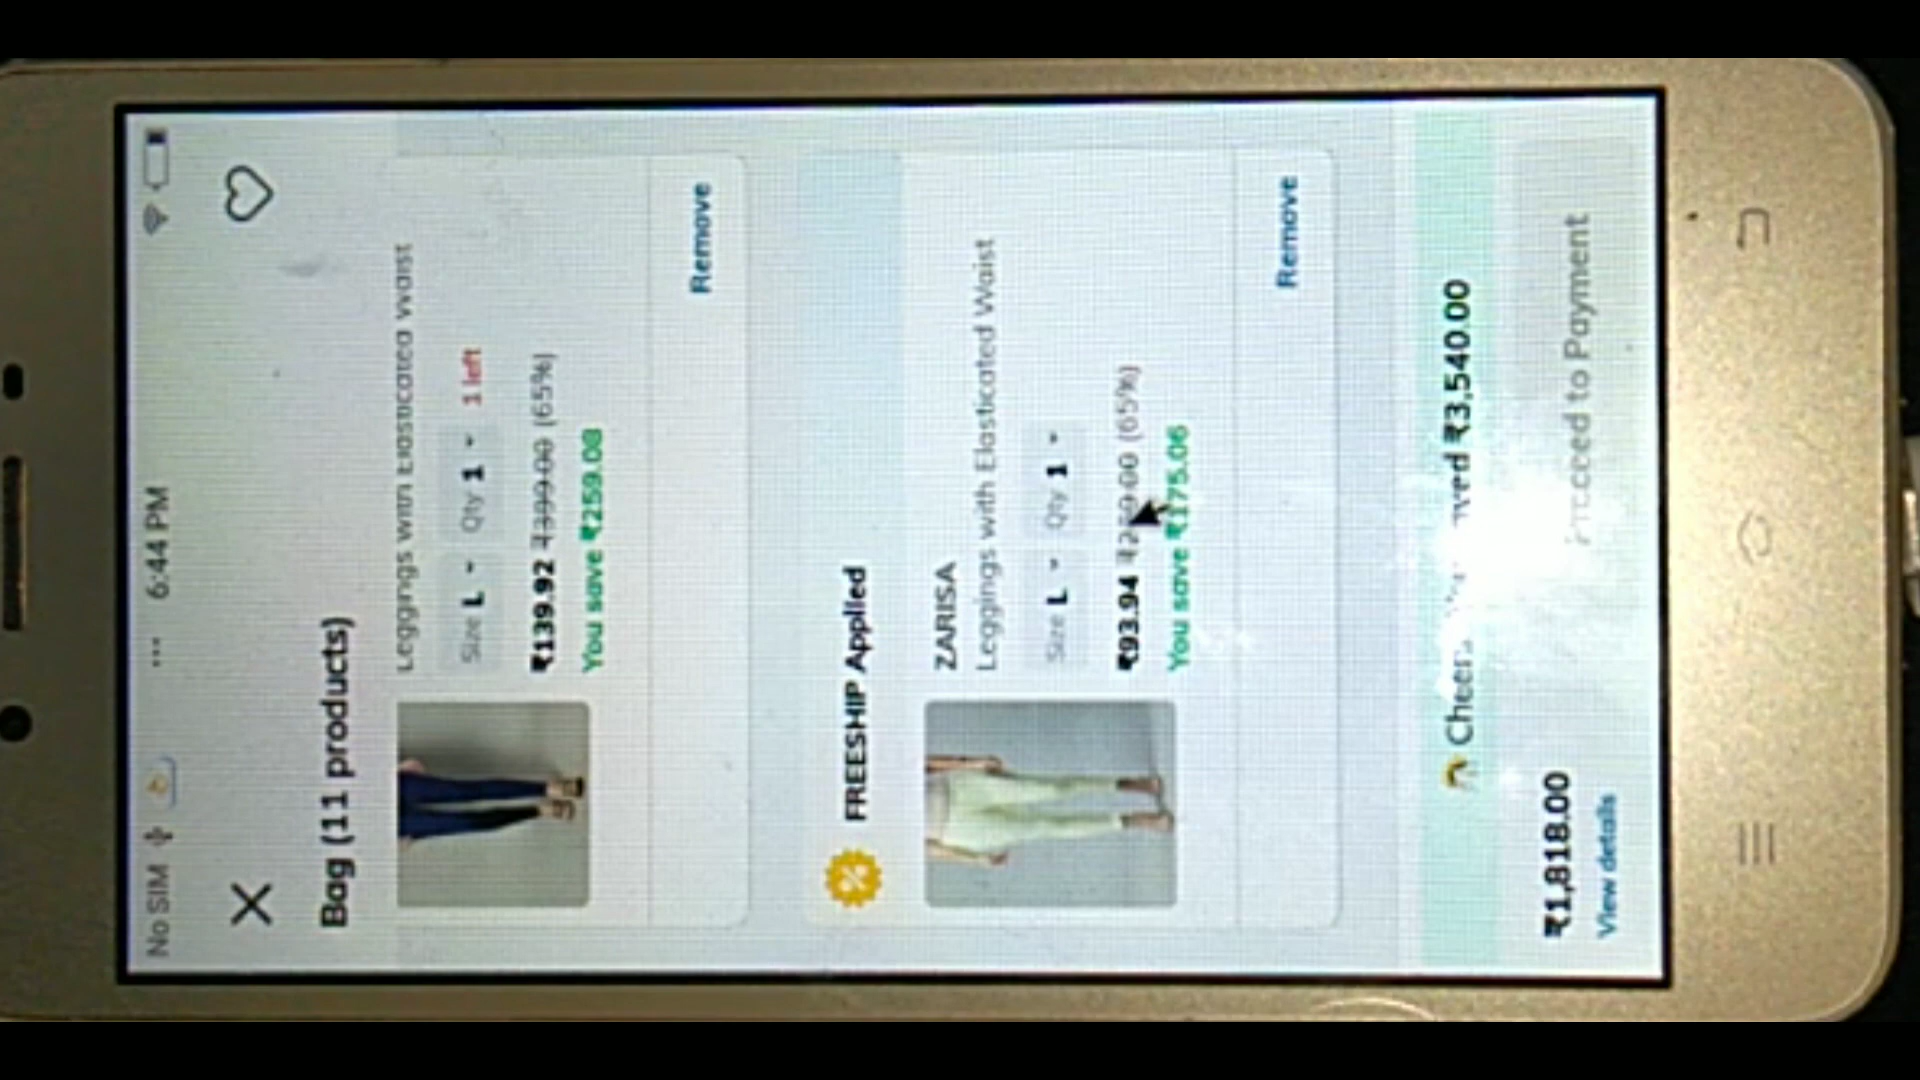 No SIM ... 6:44 PM
Bag (11 products)
Leggings with Elasticated Waist
Size L Qty 1 1 left
₹139.92 ₹399.00 (65%)
You save ₹259.08
Remove
FREESHIP Applied
ZARISA
Leggings with Elasticated Waist
Size L Qty 1
₹93.94 (65%)
You save ₹175.06
Remove
₹3,540.00
₹1,818.00
View details
Proceed to Payment